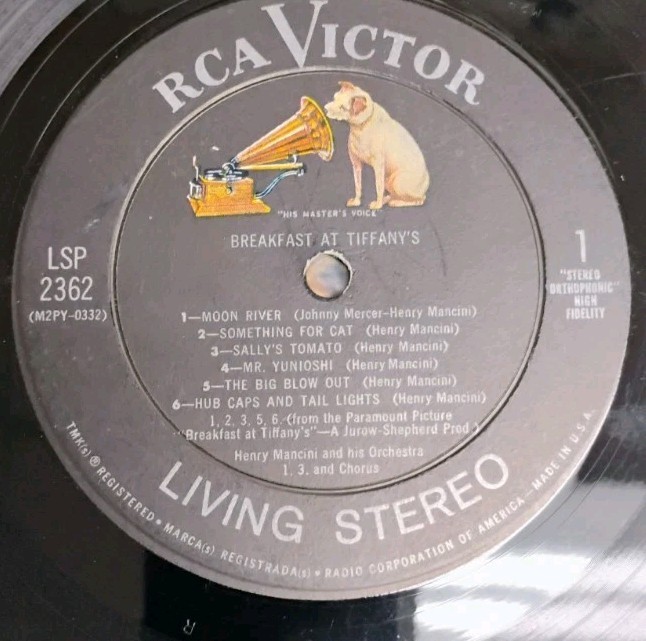 RCA VICTOR
"HIS MASTER'S VOICE"
BREAKFAST AT TIFFANY'S
LSP
2362
(M2PY-0332)
1
"STEREO
ORTHOPHONIC"
HIGH
FIDELITY
1—MOON RIVER (Johnny Mercer-Henry Mancini)
2—SOMETHING FOR CAT (Henry Mancini)
3—SALLY'S TOMATO (Henry Mancini)
4—MR. YUNIOSHI (Henry Mancini)
5—THE BIG BLOW OUT (Henry Mancini)
6—HUB CAPS AND TAIL LIGHTS (Henry Mancini)
1, 2, 3, 5, 6, (from the Paramount Picture
"Breakfast at Tiffany's"—A Jurow-Shepherd Prod.)
Henry Mancini and his Orchestra
1, 3, and Chorus
LIVING STEREO
TMK(s) ® REGISTERED • MARCA(s) REGISTRADA(s) • RADIO CORPORATION OF AMERICA - MADE IN U.S.A.
R